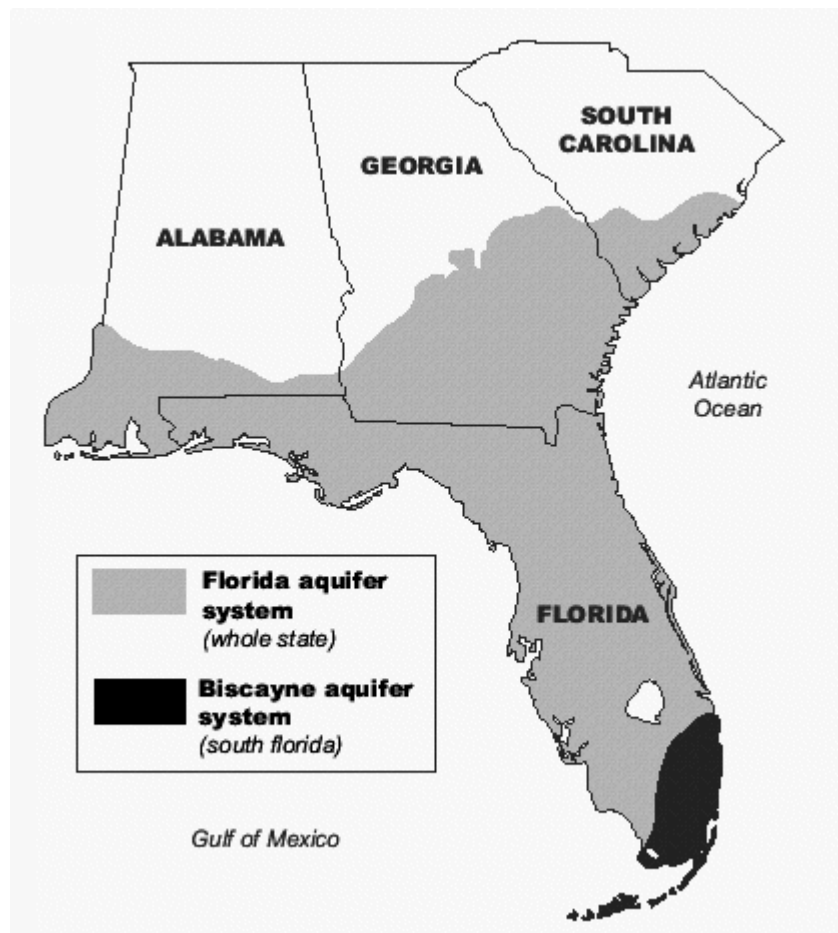 SOUTH
CAROLINA
GEORGIA
ALABAMA
Atlantic
Ocean
Florida aquifer
system
(whole state)
FLORIDA
Biscayne aquifer
system
(south florida)
Gulf of Mexico